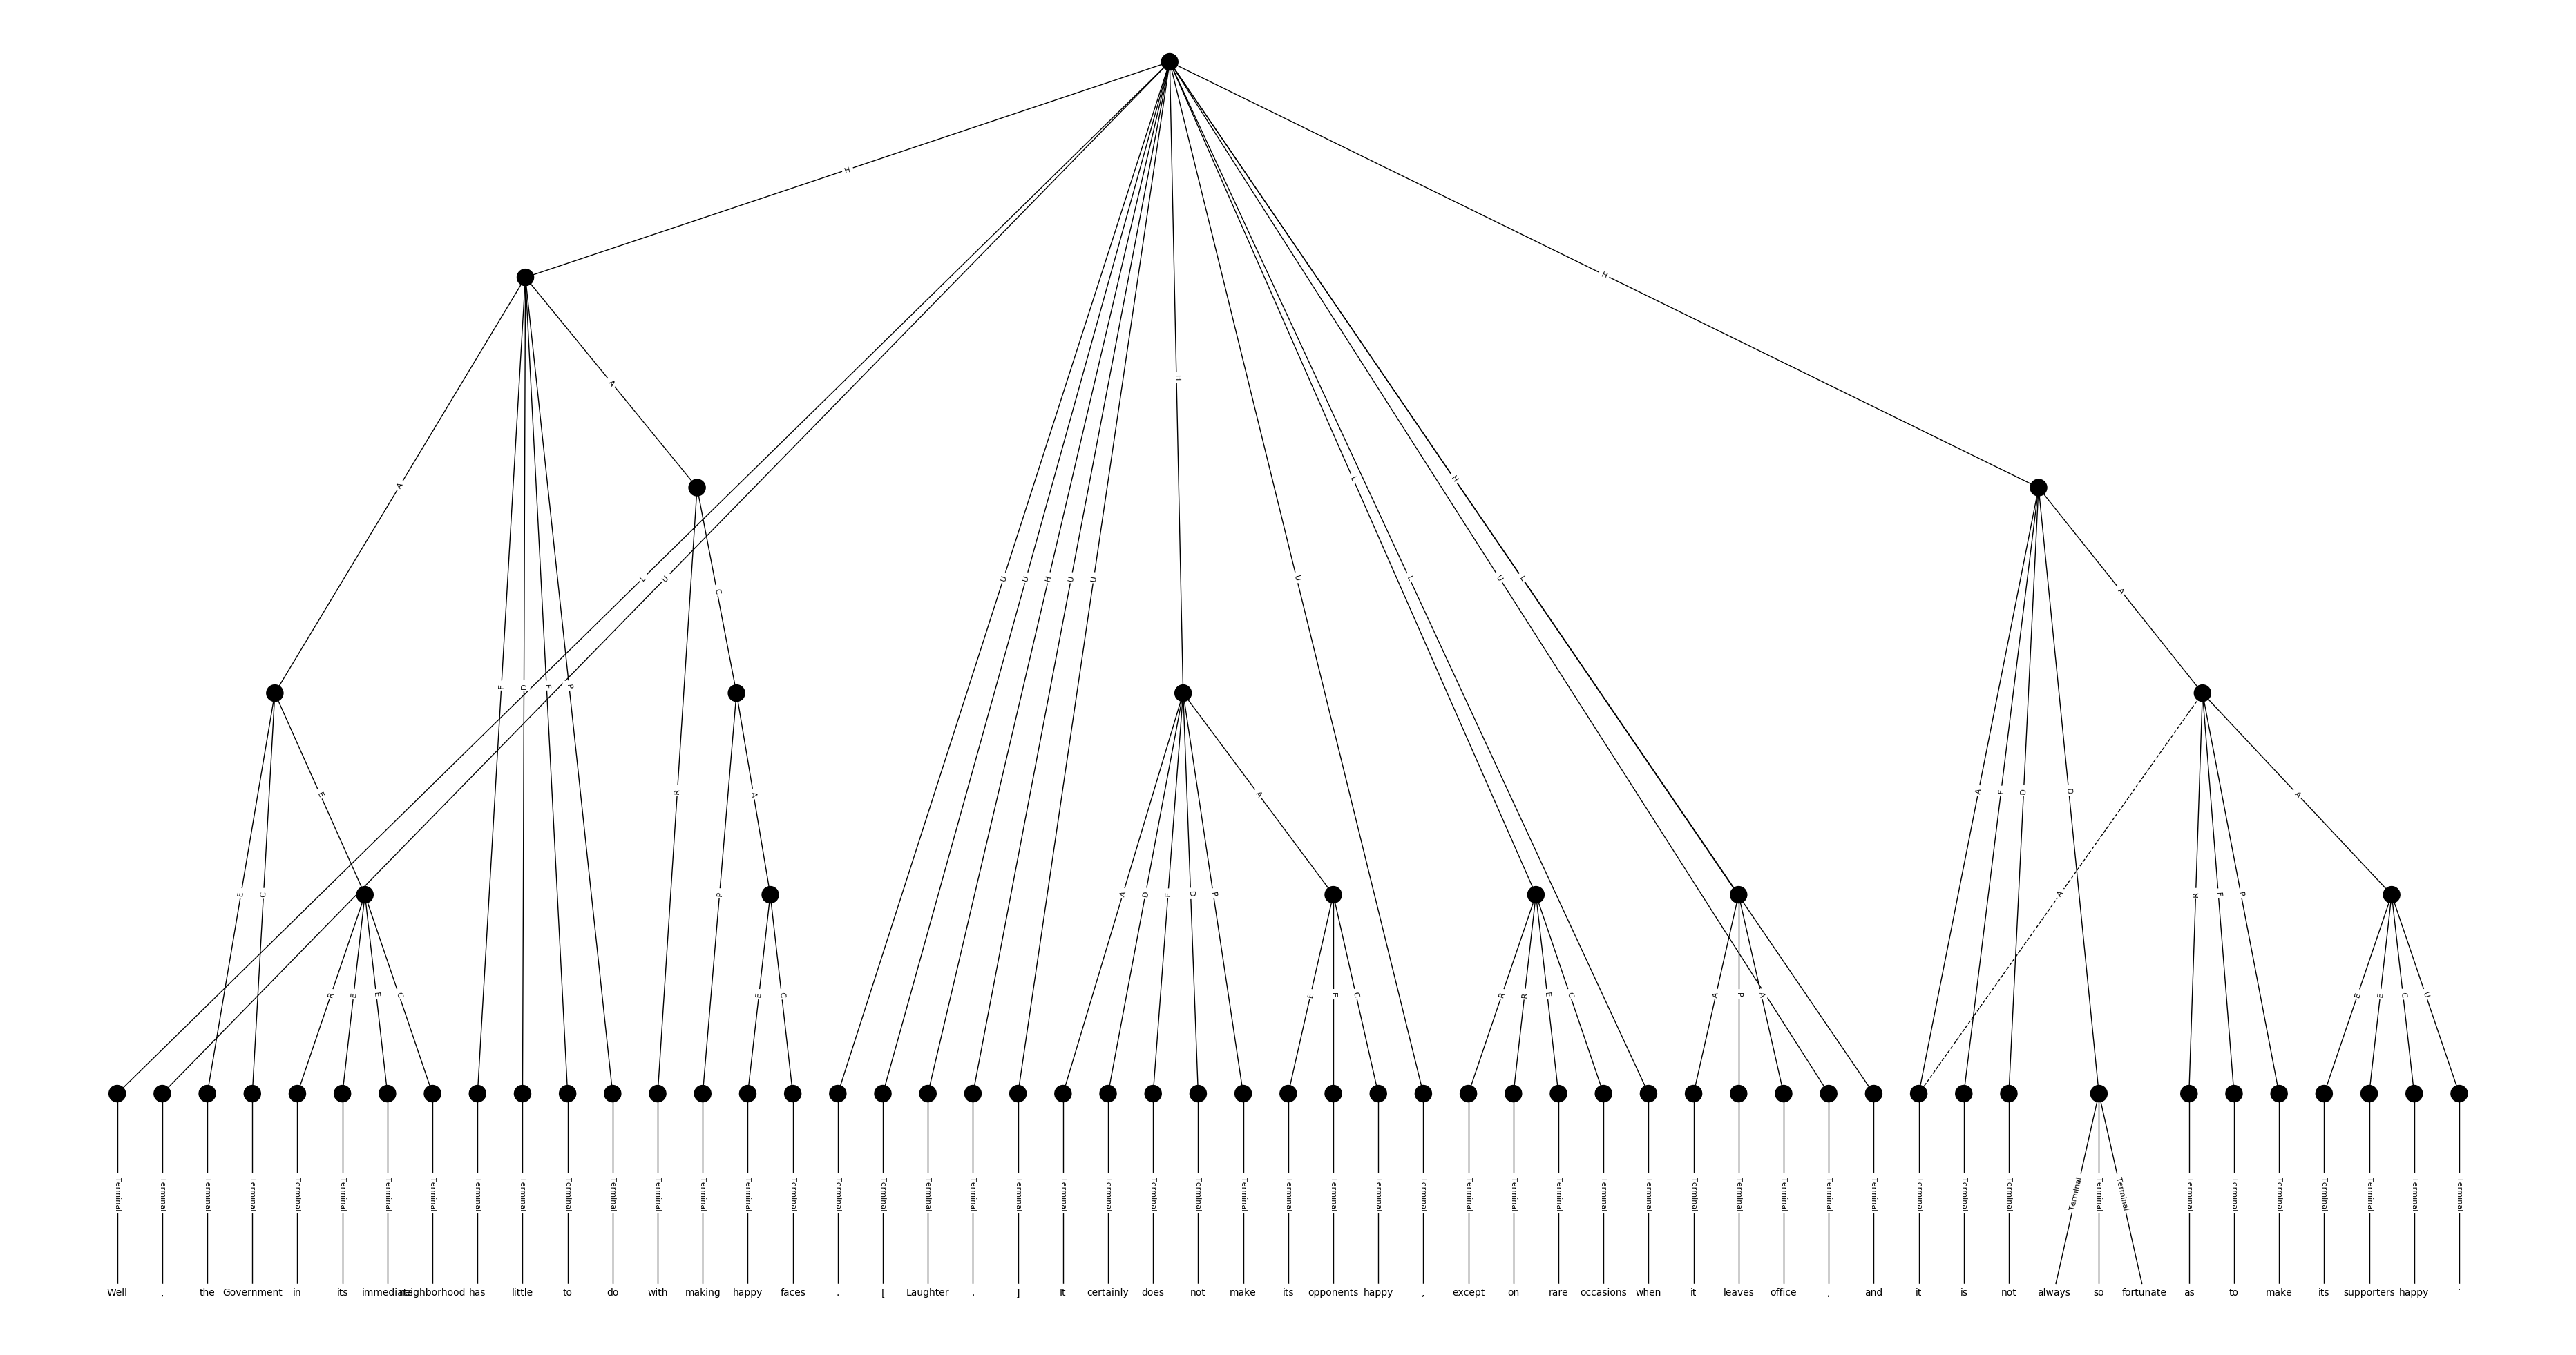 H
H
A
A
H
L
H
L U
U U H U U
U
L
U L
C
A
F D F P
R
A
A
A F D D
A
E C
E
P
A
A D F D P
A
R F P
R E E C
E C
E E C
R R E C
A P A
E E C U
Terminal Terminal Terminal Terminal Terminal Terminal Terminal Terminal Terminal Terminal Terminal Terminal Terminal Terminal Terminal Terminal Terminal Terminal Terminal Terminal Terminal Terminal Terminal Terminal Terminal Terminal Terminal Terminal Terminal Terminal Terminal Terminal Terminal Terminal Terminal Terminal Terminal Terminal Terminal Terminal Terminal Terminal Terminal Terminal Terminal Terminal Terminal Terminal Terminal Terminal Terminal Terminal Terminal
Well , the Government in its immediate neighborhood has little to do with making happy faces . [ Laughter . ] It certainly does not make its opponents happy , except on rare occasions when it leaves office , and it is not always so fortunate as to make its supporters happy .